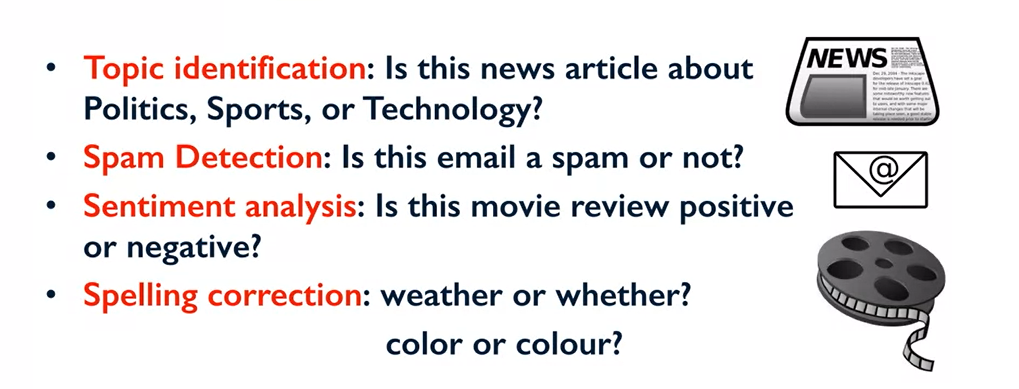 • Topic identification: Is this news article about
Politics, Sports, or Technology?
• Spam Detection: Is this email a spam or not?
• Sentiment analysis: Is this movie review positive
or negative?
• Spelling correction: weather or whether?
color or colour?
NEWS
@